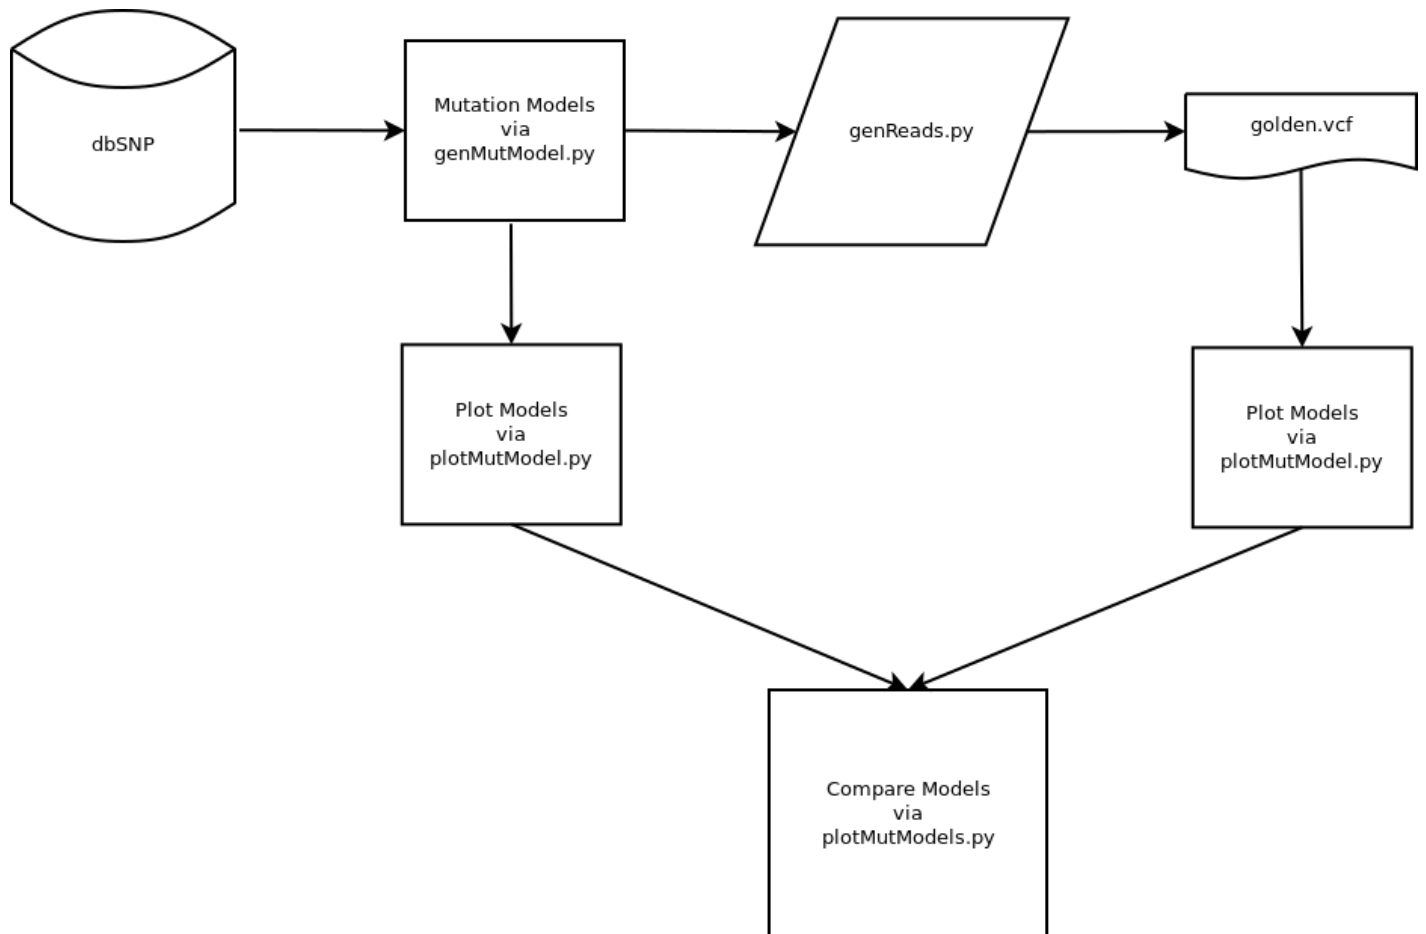 dbSNP
Mutation Models
via
genMutModel.py
genReads.py
golden.vcf
Plot Models
via
plotMutModel.py
Plot Models
via
plotMutModel.py
Compare Models
via
plotMutModels.py